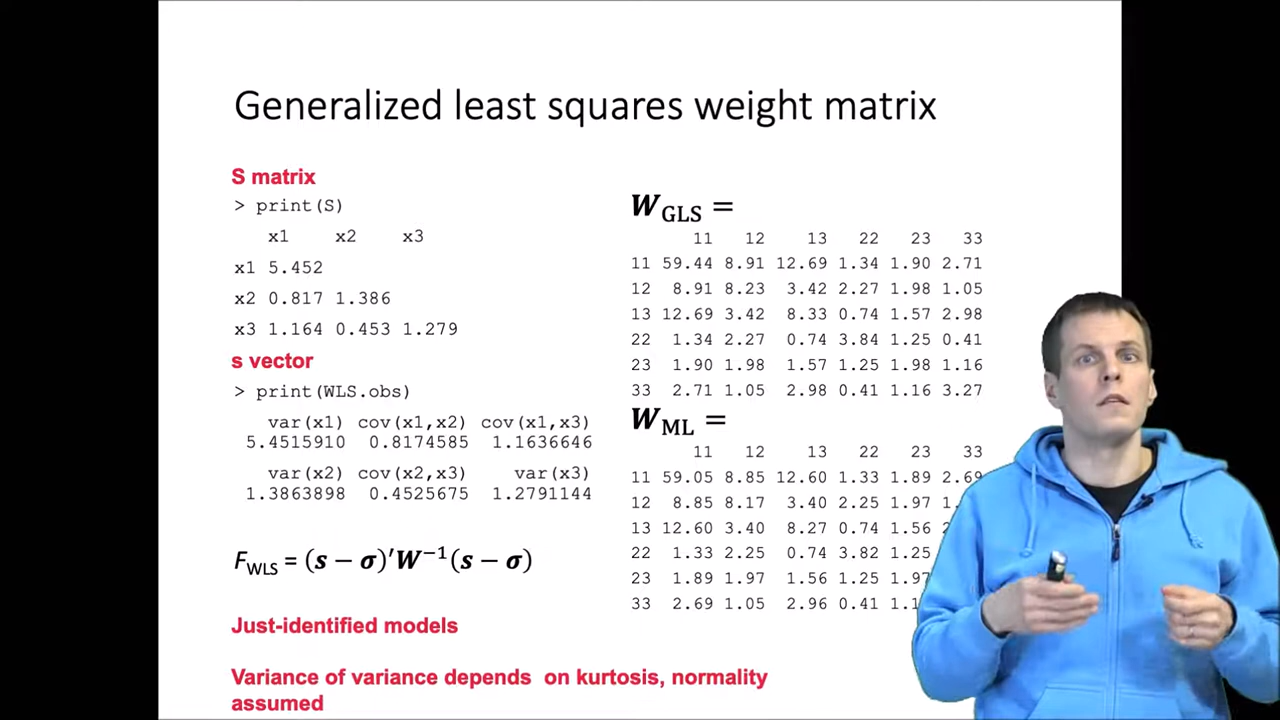 Generalized least squares weight matrix
S matrix
> print(S)
x1 x2 x3
x1 5.452
x2 0.817 1.386
x3 1.164 0.453 1.279
s vector
> print(WLS.obs)
var(x1) cov(x1,x2) cov(x1,x3)
5.4515910 0.8174585 1.1636646
var(x2) cov(x2,x3) var(x3)
1.3863898 0.4525675 1.2791144
F_WLS = (s − σ)′W⁻¹(s − σ)
Just-identified models
Variance of variance depends on kurtosis, normality
assumed
W_GLS =
11 12 13 22 23 33
11 59.44 8.91 12.69 1.34 1.90 2.71
12 8.91 8.23 3.42 2.27 1.98 1.05
13 12.69 3.42 8.33 0.74 1.57 2.98
22 1.34 2.27 0.74 3.84 1.25 0.41
23 1.90 1.98 1.57 1.25 1.98 1.16
33 2.71 1.05 2.98 0.41 1.16 3.27
W_ML =
11 12 13 22 23 33
11 59.05 8.85 12.60 1.33 1.89 2.69
12 8.85 8.17 3.40 2.25 1.97
13 12.60 3.40 8.27 0.74 1.56
22 1.33 2.25 0.74 3.82 1.25
23 1.89 1.97 1.56 1.25 1.97
33 2.69 1.05 2.96 0.41